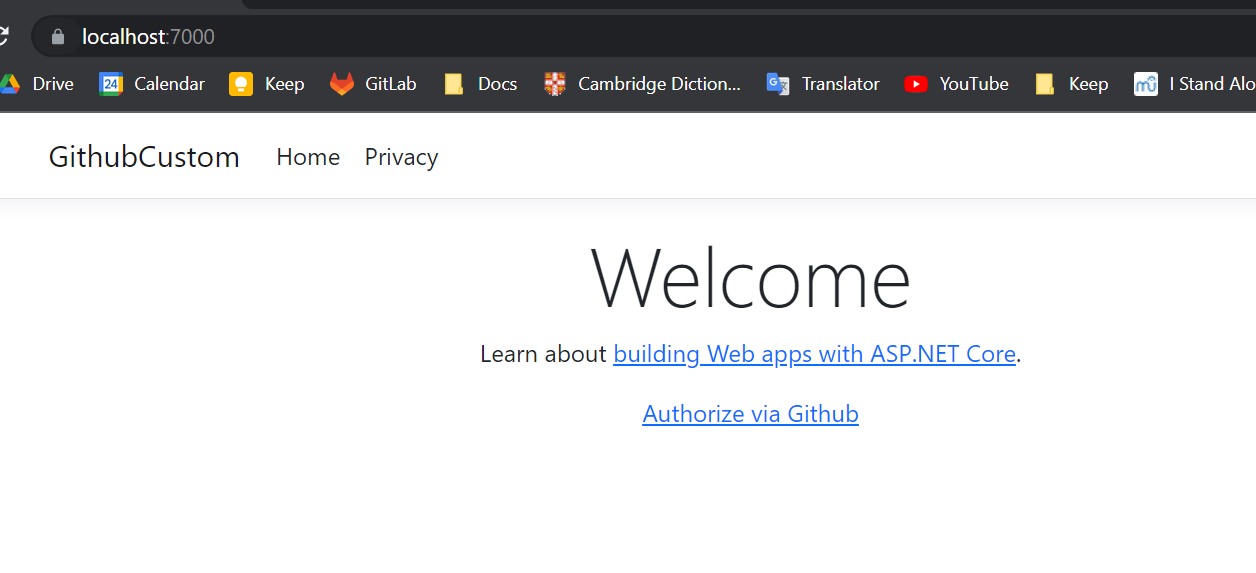 localhost:7000
Drive 24 Calendar Keep GitLab Docs Cambridge Diction... Translator YouTube Keep I Stand Alo
GithubCustom Home Privacy
Welcome
Learn about building Web apps with ASP.NET Core.
Authorize via Github